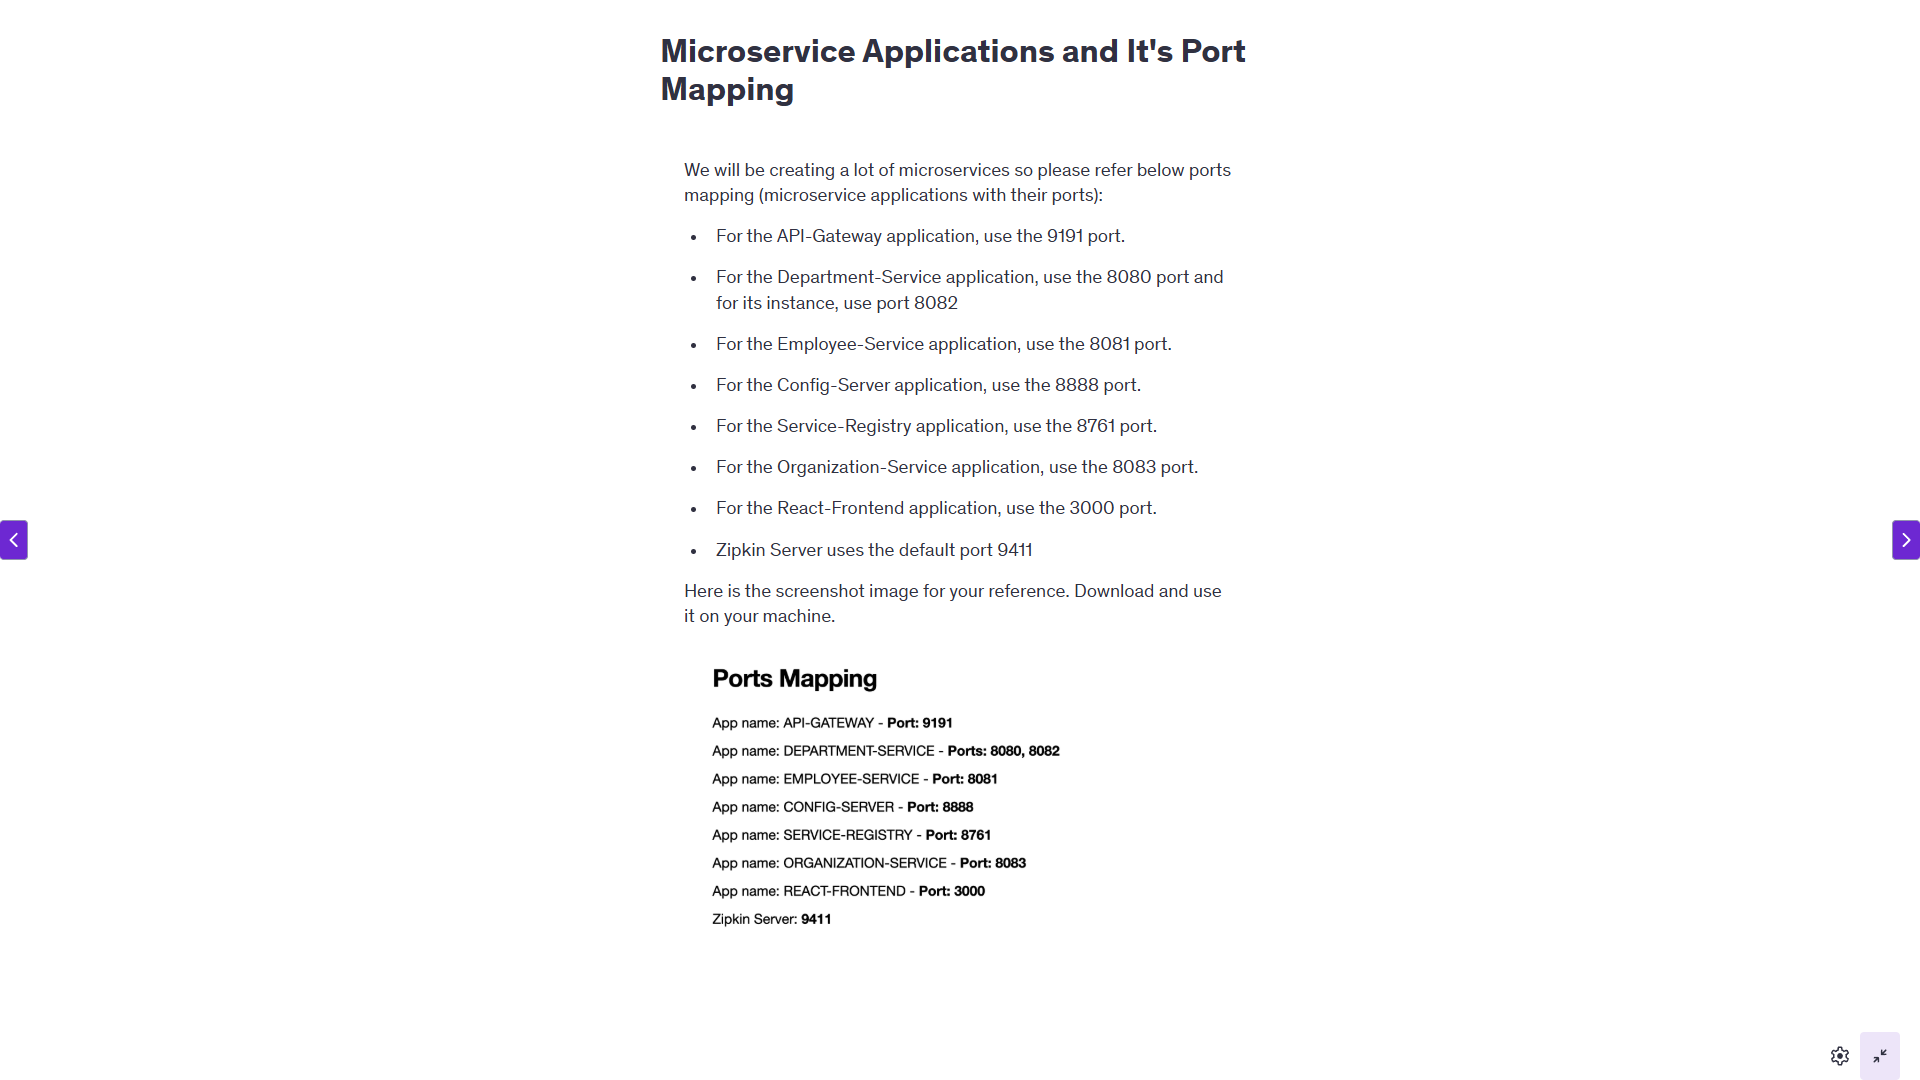 Microservice Applications and It's Port
Mapping
We will be creating a lot of microservices so please refer below ports
mapping (microservice applications with their ports):
• For the API-Gateway application, use the 9191 port.
• For the Department-Service application, use the 8080 port and
for its instance, use port 8082
• For the Employee-Service application, use the 8081 port.
• For the Config-Server application, use the 8888 port.
• For the Service-Registry application, use the 8761 port.
• For the Organization-Service application, use the 8083 port.
• For the React-Frontend application, use the 3000 port.
• Zipkin Server uses the default port 9411
Here is the screenshot image for your reference. Download and use
it on your machine.
Ports Mapping
App name: API-GATEWAY - Port: 9191
App name: DEPARTMENT-SERVICE - Ports: 8080, 8082
App name: EMPLOYEE-SERVICE - Port: 8081
App name: CONFIG-SERVER - Port: 8888
App name: SERVICE-REGISTRY - Port: 8761
App name: ORGANIZATION-SERVICE - Port: 8083
App name: REACT-FRONTEND - Port: 3000
Zipkin Server: 9411